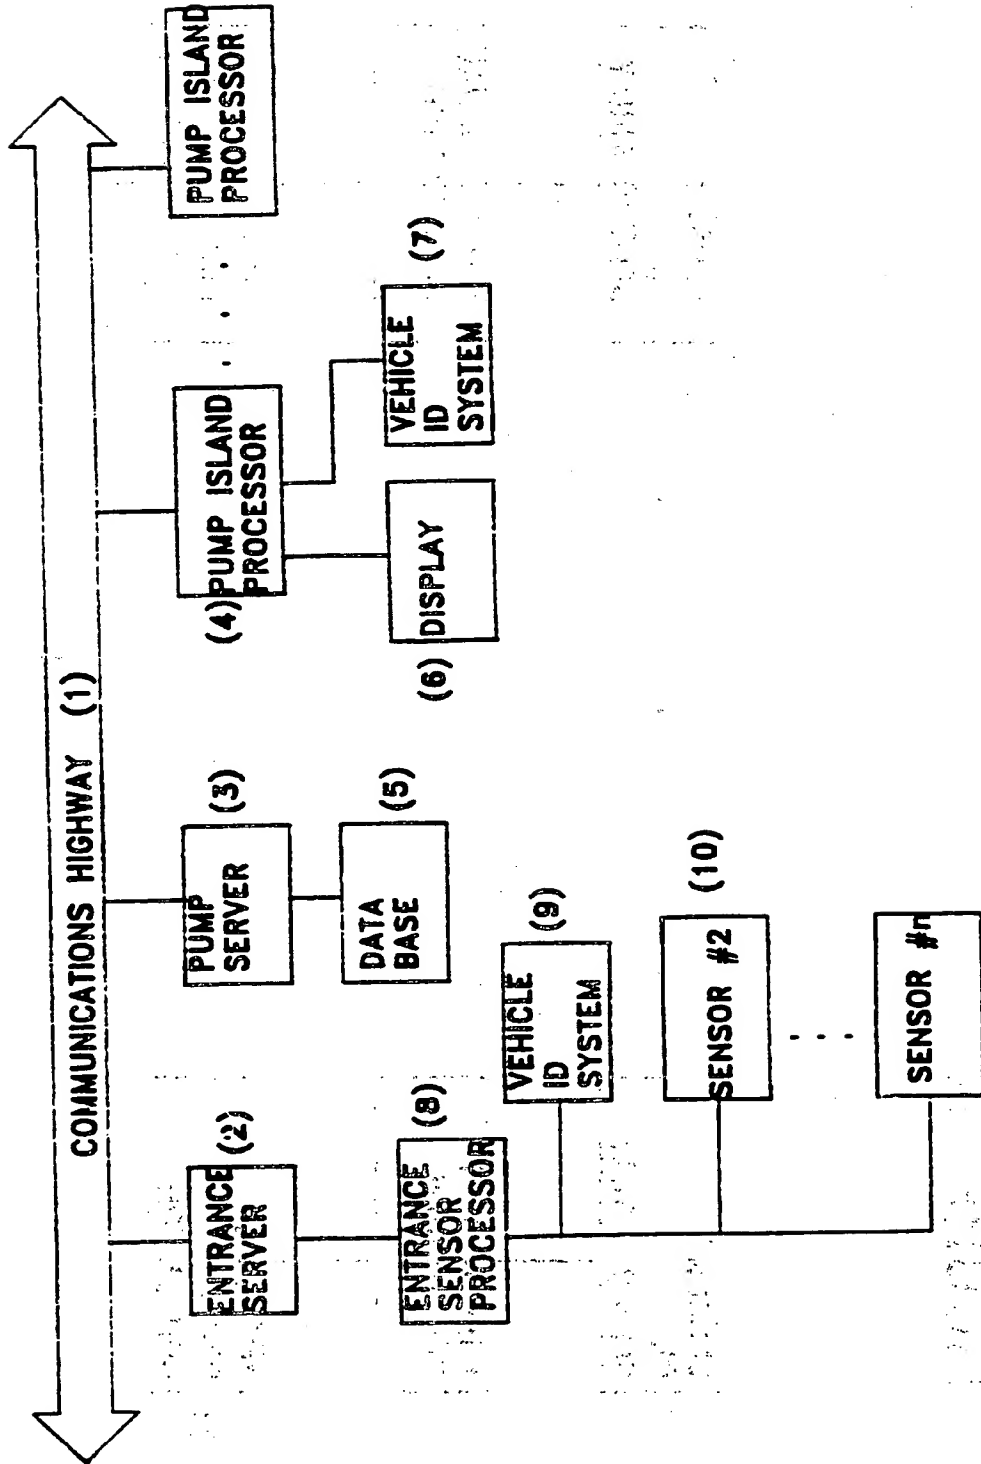 COMMUNICATIONS HIGHWAY (1)
ENTRANCE
SERVER
(2)
PUMP
SERVER
(3)
(4)
PUMP ISLAND
PROCESSOR
. . . .
PUMP ISLAND
PROCESSOR
ENTRANCE
SENSOR
PROCESSOR
(8)
DATA
BASE
(5)
(6)
DISPLAY
VEHICLE
ID
SYSTEM
(7)
VEHICLE
ID
SYSTEM
(9)
SENSOR #2
(10)
. . . .
SENSOR #n